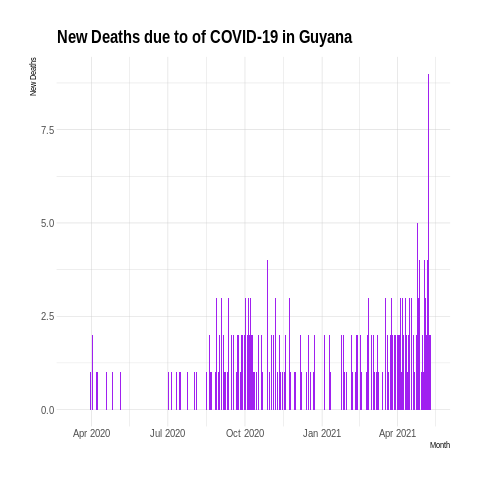 New Deaths due to of COVID-19 in Guyana
New Deaths
7.5
5.0
2.5
0.0
Apr 2020 Jul 2020 Oct 2020 Jan 2021 Apr 2021
Month